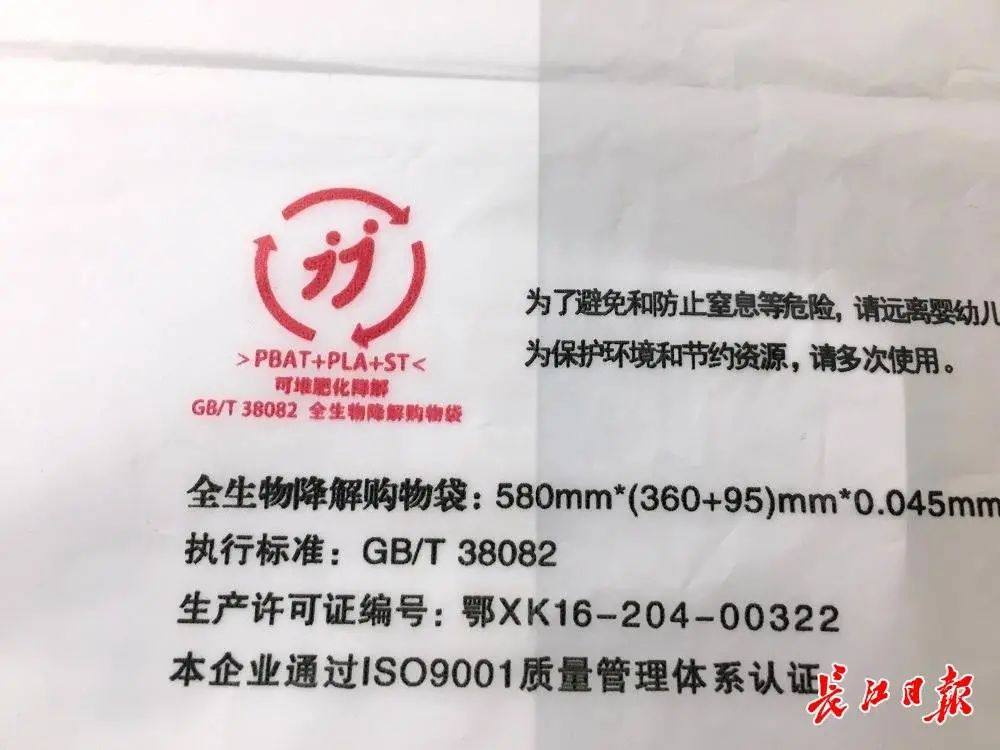 >PBAT+PLA+ST<
可堆肥化降解
GB/T 38082 全生物降解购物袋
为了避免和防止窒息等危险，请远离婴幼儿
为保护环境和节约资源，请多次使用。
全生物降解购物袋：580mm*(360+95)mm*0.045mm
执行标准：GB/T 38082
生产许可证编号：鄂XK16-204-00322
本企业通过ISO9001质量管理体系认证
长江日报